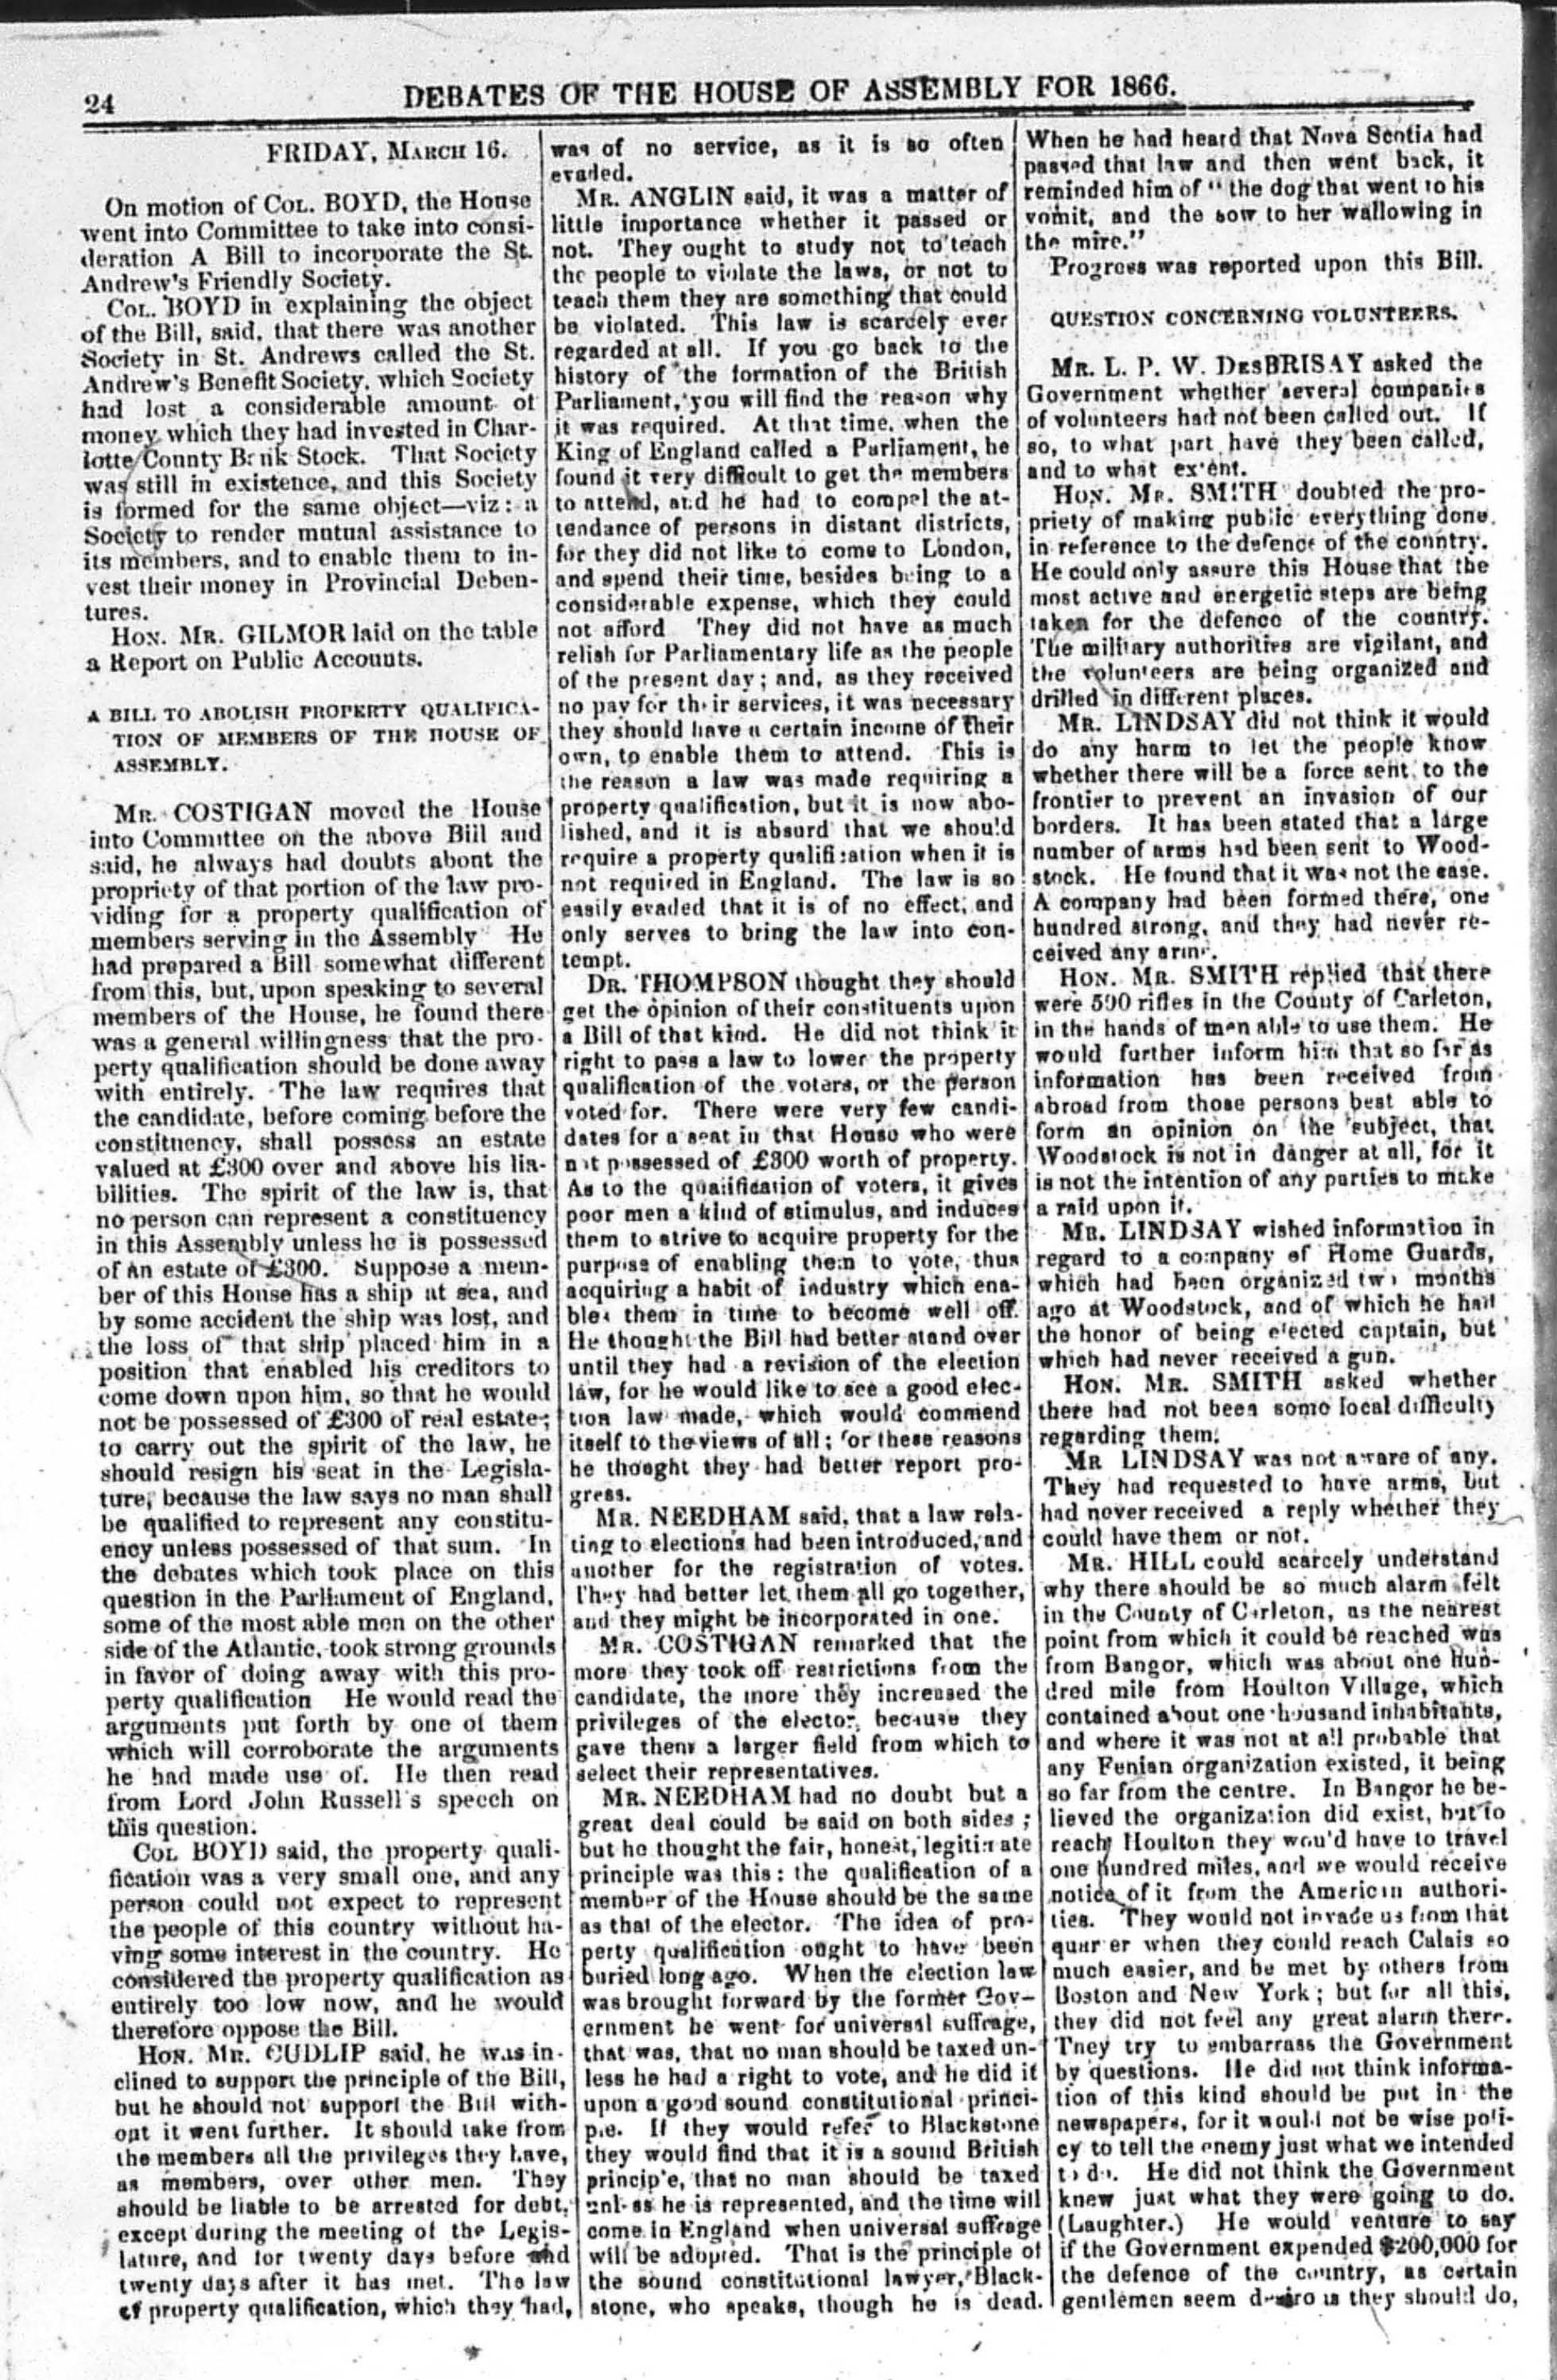 24
DEBATES OF THE HOUSE OF ASSEMBLY FOR 1866.
FRIDAY, MARCH 16.
On motion of COL. BOYD, the House
went into Committee to take into consi-
deration A Bill to incorporate the St.
Andrew's Friendly Society.
COL. BOYD in explaining the object
of the Bill, said, that there was another
Society in St. Andrews called the St.
Andrew's Benefit Society, which Society
had lost a considerable amount of
money which they had invested in Char-
lotte County Bank Stock. That Society
was still in existence, and this Society
is formed for the same object—viz: a
Society to render mutual assistance to
its members, and to enable them to in-
vest their money in Provincial Deben-
tures.
HON. MR. GILMOR laid on the table
a Report on Public Accounts.
A BILL TO ABOLISH PROPERTY QUALIFICA-
TION OF MEMBERS OF THE HOUSE OF
ASSEMBLY.
MR. COSTIGAN moved the House
into Committee on the above Bill and
said, he always had doubts about the
propriety of that portion of the law pro-
viding for a property qualification of
members serving in the Assembly He
had prepared a Bill somewhat different
from this, but, upon speaking to several
members of the House, he found there
was a general willingness that the pro-
perty qualification should be done away
with entirely. The law requires that
the candidate, before coming before the
constituency, shall possess an estate
valued at £300 over and above his lia-
bilities. The spirit of the law is, that
no person can represent a constituency
in this Assembly unless he is possessed
of an estate of £300. Suppose a mem-
ber of this House has a ship at sea, and
by some accident the ship was lost, and
the loss of that ship placed him in a
position that enabled his creditors to
come down upon him, so that he would
not be possessed of £300 of real estate;
to carry out the spirit of the law, he
should resign his seat in the Legisla-
ture, because the law says no man shall
be qualified to represent any constitu-
ency unless possessed of that sum. In
the debates which took place on this
question in the Parliament of England,
some of the most able men on the other
side of the Atlantic, took strong grounds
in favor of doing away with this pro-
perty qualification He would read the
arguments put forth by one of them
which will corroborate the arguments
he had made use of. He then read
from Lord John Russell's speech on
this question.
COL BOYD said, the property quali-
fication was a very small one, and any
person could not expect to represent
the people of this country without ha-
ving some interest in the country. He
considered the property qualification as
entirely too low now, and he would
therefore oppose the Bill.
HON. MR. CUDLIP said, he was in-
clined to support the principle of the Bill,
but he should not support the Bill with-
out it went further. It should take from
the members all the privileges they have,
as members, over other men. They
should be liable to be arrested for debt,
except during the meeting of the Legis-
lature, and for twenty days before and
twenty days after it has met. The law
of property qualification, which they had,
was of no service, as it is so often
evaded.
MR. ANGLIN said, it was a matter of
little importance whether it passed or
not. They ought to study not to teach
the people to violate the laws, or not to
teach them they are something that could
be violated. This law is scarcely ever
regarded at all. If you go back to the
history of the formation of the British
Parliament, you will find the reason why
it was required. At that time, when the
King of England called a Parliament, he
found it very difficult to get the members
to attend, and he had to compel the at-
tendance of persons in distant districts,
for they did not like to come to London,
and spend their time, besides being to a
considerable expense, which they could
not afford They did not have as much
relish for Parliamentary life as the people
of the present day; and, as they received
no pay for their services, it was necessary
they should have a certain income of their
own, to enable them to attend. This is
the reason a law was made requiring a
property qualification, but it is now abo-
lished, and it is absurd that we should
require a property qualification when it is
not required in England. The law is so
easily evaded that it is of no effect, and
only serves to bring the law into con-
tempt.
DR. THOMPSON thought they should
get the opinion of their constituents upon
a Bill of that kind. He did not think it
right to pass a law to lower the property
qualification of the voters, or the person
voted for. There were very few candi-
dates for a seat in that House who were
not possessed of £300 worth of property.
As to the qualification of voters, it gives
poor men a kind of stimulus, and induces
them to strive to acquire property for the
purpose of enabling them to vote, thus
acquiring a habit of industry which ena-
bles them in time to become well off.
He thought the Bill had better stand over
until they had a revision of the election
law, for he would like to see a good elec-
tion law made, which would commend
itself to the views of all; for these reasons
he thought they had better report pro-
gress.
MR. NEEDHAM said, that a law rela-
ting to elections had been introduced, and
another for the registration of votes.
They had better let them all go together,
and they might be incorporated in one.
MR. COSTIGAN remarked that the
more they took off restrictions from the
candidate, the more they increased the
privileges of the elector, because they
gave them a larger field from which to
select their representatives.
MR. NEEDHAM had no doubt but a
great deal could be said on both sides;
but he thought the fair, honest, legitimate
principle was this: the qualification of a
member of the House should be the same
as that of the elector. The idea of pro-
perty qualification ought to have been
buried long ago. When the election law
was brought forward by the former Gov-
ernment he went for universal suffrage,
that was, that no man should be taxed un-
less he had a right to vote, and he did it
upon a good sound constitutional princi-
ple. If they would refer to Blackstone
they would find that it is a sound British
principle, that no man should be taxed
unless he is represented, and the time will
come in England when universal suffrage
will be adopted. That is the principle of
the sound constitutional lawyer, Black-
stone, who speaks, though he is dead.
When he had heard that Nova Scotia had
passed that law and then went back, it
reminded him of "the dog that went to his
vomit, and the sow to her wallowing in
the mire."
Progress was reported upon this Bill.
QUESTION CONCERNING VOLUNTEERS.
MR. L. P. W. DESBRISAY asked the
Government whether several companies
of volunteers had not been called out. If
so, to what part have they been called,
and to what extent.
HON. MR. SMITH doubted the pro-
priety of making public everything done
in reference to the defence of the country.
He could only assure this House that the
most active and energetic steps are being
taken for the defence of the country.
The military authorities are vigilant, and
the volunteers are being organized and
drilled in different places.
MR. LINDSAY did not think it would
do any harm to let the people know
whether there will be a force sent to the
frontier to prevent an invasion of our
borders. It has been stated that a large
number of arms had been sent to Wood-
stock. He found that it was not the case.
A company had been formed there, one
hundred strong, and they had never re-
ceived any arms.
HON. MR. SMITH replied that there
were 590 rifles in the County of Carleton,
in the hands of men able to use them. He
would further inform him that so far as
information has been received from
abroad from those persons best able to
form an opinion on the subject, that
Woodstock is not in danger at all, for it
is not the intention of any parties to make
a raid upon it.
MR. LINDSAY wished information in
regard to a company of Home Guards,
which had been organized two months
ago at Woodstock, and of which he had
the honor of being elected captain, but
which had never received a gun.
HON. MR. SMITH asked whether
there had not been some local difficulty
regarding them.
MR LINDSAY was not aware of any.
They had requested to have arms, but
had never received a reply whether they
could have them or not.
MR. HILL could scarcely understand
why there should be so much alarm felt
in the County of Carleton, as the nearest
point from which it could be reached was
from Bangor, which was about one hun-
dred mile from Houlton Village, which
contained about one thousand inhabitants,
and where it was not at all probable that
any Fenian organization existed, it being
so far from the centre. In Bangor he be-
lieved the organization did exist, but to
reach Houlton they would have to travel
one hundred miles, and we would receive
notice of it from the American authori-
ties. They would not invade us from that
quarter when they could reach Calais so
much easier, and be met by others from
Boston and New York; but for all this,
they did not feel any great alarm there.
They try to embarrass the Government
by questions. He did not think informa-
tion of this kind should be put in the
newspapers, for it would not be wise poli-
cy to tell the enemy just what we intended
to do. He did not think the Government
knew just what they were going to do.
(Laughter.) He would venture to say
if the Government expended $200,000 for
the defence of the country, as certain
gentlemen seem desirous they should do,